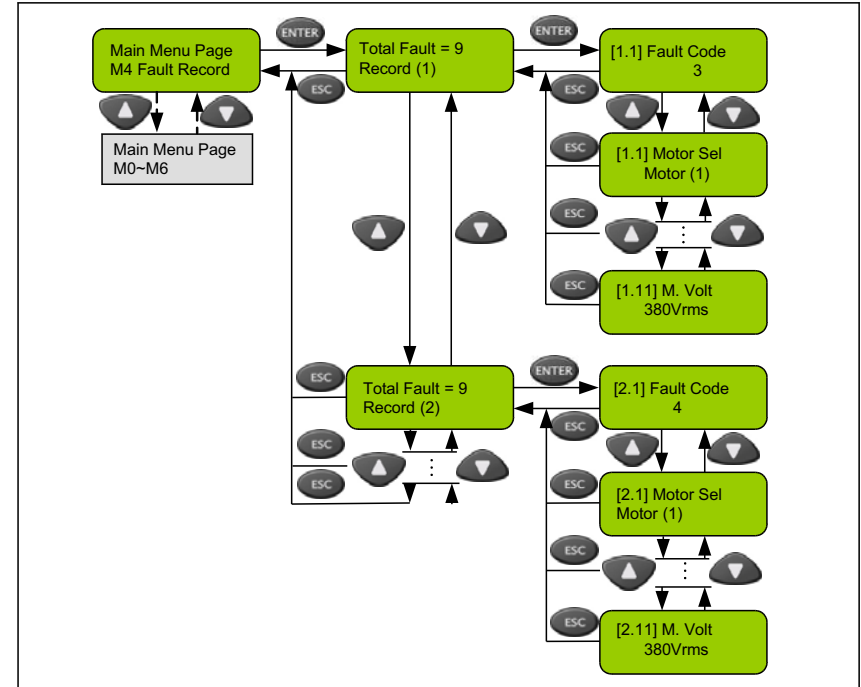 ENTER
ENTER
Main Menu Page
M4 Fault Record
Total Fault = 9
Record (1)
[1.1] Fault Code
3
ESC
ESC
Main Menu Page
M0~M6
ESC
[1.1] Motor Sel
Motor (1)
ESC
ESC
[1.11] M. Volt
380Vrms
ESC
Total Fault = 9
Record (2)
ENTER
[2.1] Fault Code
4
ESC
ESC
ESC
ESC
[2.1] Motor Sel
Motor (1)
ESC
ESC
[2.11] M. Volt
380Vrms